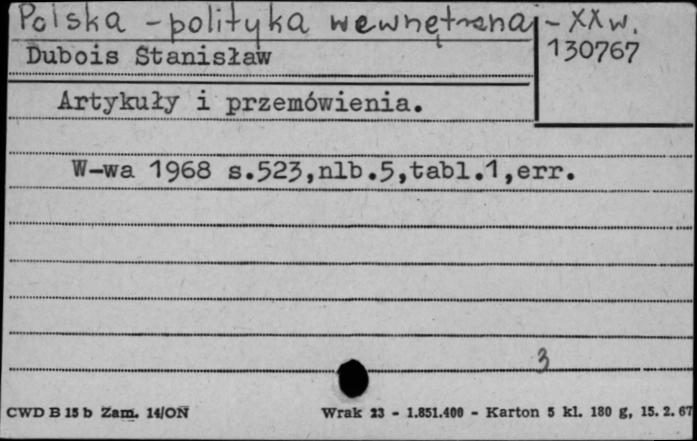 Polska - polityka wewnętrzna - XX w.
Dubois Stanisław
130767
Artykuły i przemówienia.
W-wa 1968 s.523,nlb.5,tabl.1,err.
3
CWD B 15 b Zam. 14/ON
Wrak 23 - 1.851.400 - Karton 5 kl. 180 g, 15. 2. 67